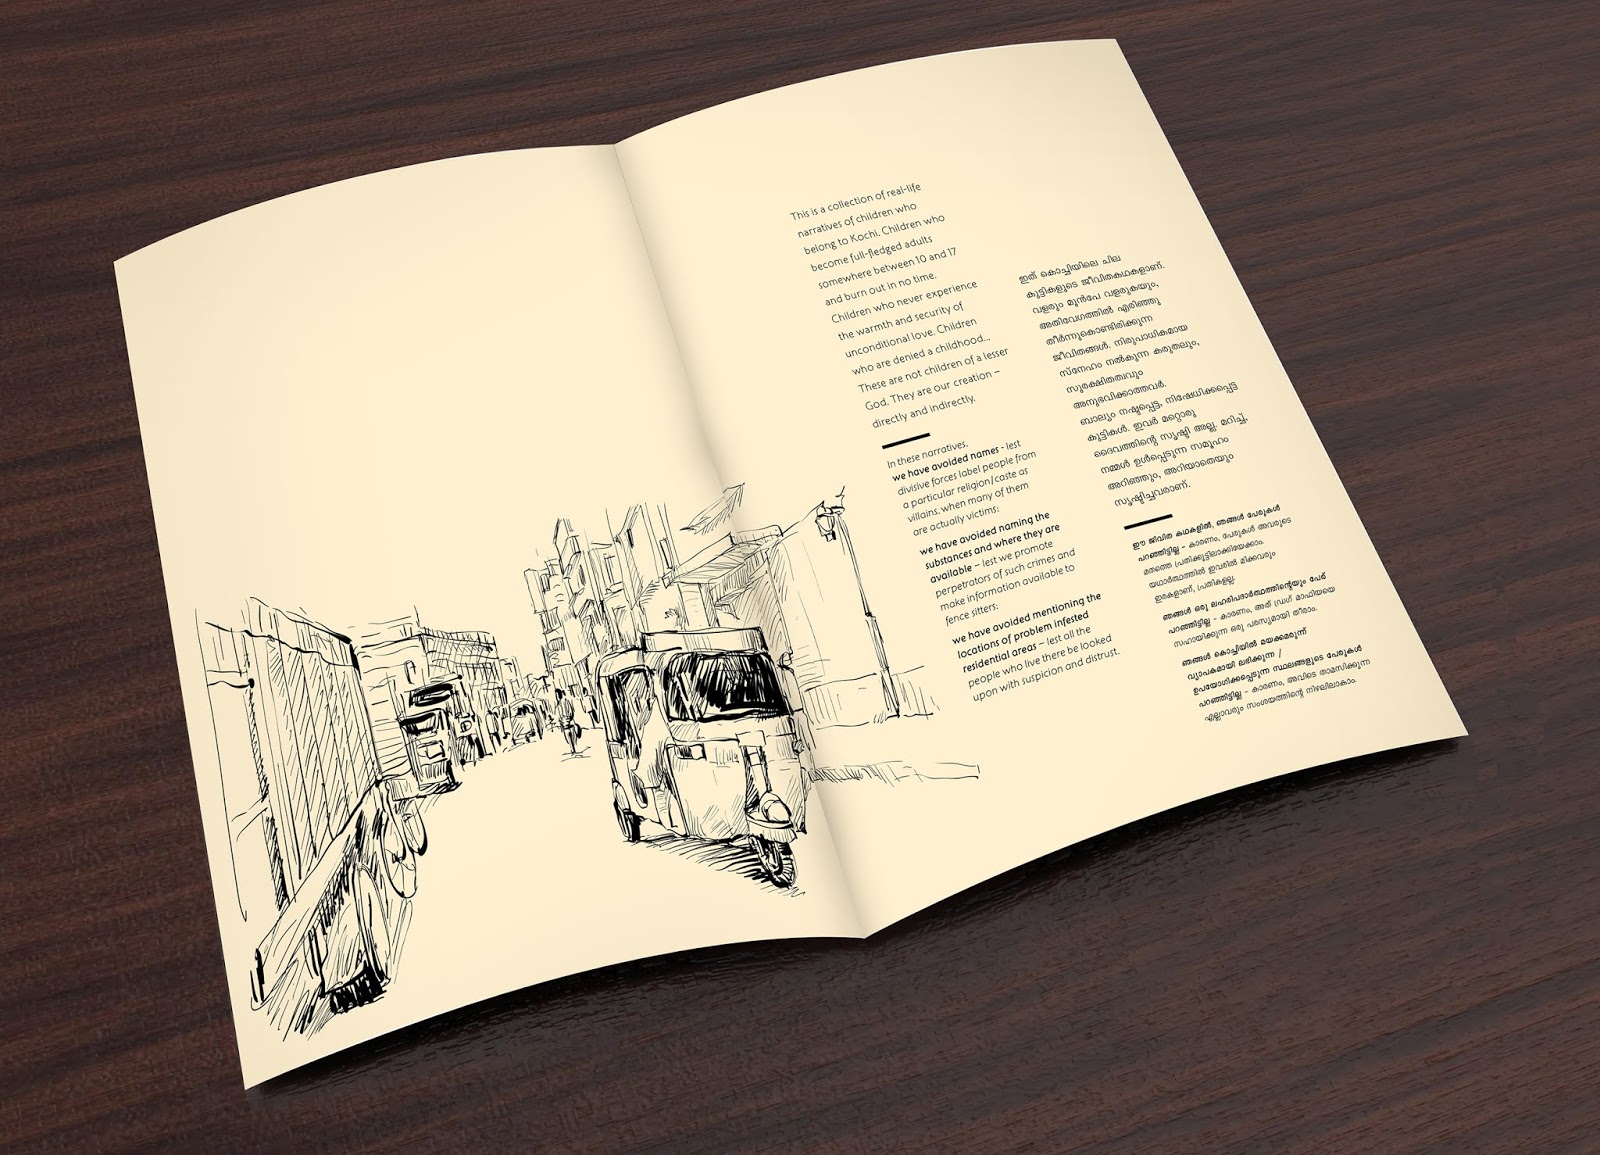 This is a collection of real-life
narratives of children who
belong to Kochi. Children who
become full-fledged adults
somewhere between 10 and 17
and burn out in no time.
Children who never experience
the warmth and security of
unconditional love. Children
who are denied a childhood...
These are not children of a lesser
God. They are our creation –
directly and indirectly.
In these narratives,
we have avoided names - lest
divisive forces label people from
a particular religion/caste as
villains, when many of them
are actually victims;
we have avoided naming the
substances and where they are
available – lest we promote
perpetrators of such crimes and
make information available to
fence sitters;
we have avoided mentioning the
locations of problem infested
residential areas – lest all the
people who live there be looked
upon with suspicion and distrust.
ഇത് കൊച്ചിയിലെ ചില
കുട്ടികളുടെ ജീവിതകഥകളാണ്.
വളരും മുൻപേ വളരുകയും,
അതിവേഗത്തിൽ എരിഞ്ഞു
തീർന്നുകൊണ്ടിരിക്കുന്ന
ജീവിതങ്ങൾ. നിരുപാധികമായ
സ്നേഹം നൽകുന്ന കരുതലും,
സുരക്ഷിതത്വവും
അനുഭവിക്കാത്തവർ.
ബാല്യം നഷ്ടപ്പെട്ട, നിഷേധിക്കപ്പെട്ട
കുട്ടികൾ. ഇവർ മറ്റൊരു
ദൈവത്തിന്റെ സൃഷ്ടി അല്ല. മറിച്ച്,
നമ്മൾ ഉൾപ്പെടുന്ന സമൂഹം
അറിഞ്ഞും, അറിയാതെയും
സൃഷ്ടിച്ചവരാണ്.
ഈ ജീവിത കഥകളിൽ, ഞങ്ങൾ പേരുകൾ
പറഞ്ഞിട്ടില്ല – കാരണം, പേരുകൾ അവരുടെ
മതത്തെ പ്രതിക്കൂട്ടിലാക്കിയേക്കാം.
യഥാർത്ഥത്തിൽ ഇവരിൽ മിക്കവരും
ഇരകളാണ്, പ്രതികളല്ല.
ഞങ്ങൾ ഒരു ലഹരിപദാർത്ഥത്തിന്റെയും പേര്
പറഞ്ഞിട്ടില്ല – കാരണം, അത് ഡ്രഗ് മാഫിയയെ
സഹായിക്കുന്ന ഒരു പരസ്യമായി തീരാം.
ഞങ്ങൾ കൊച്ചിയിൽ മയക്കുമരുന്ന്
വ്യാപകമായി ലഭിക്കുന്ന /
ഉപയോഗിക്കപ്പെടുന്ന സ്ഥലങ്ങളുടെ പേരുകൾ
പറഞ്ഞിട്ടില്ല – കാരണം, അവിടെ താമസിക്കുന്ന
എല്ലാവരും സംശയത്തിന്റെ നിഴലിലാകാം.